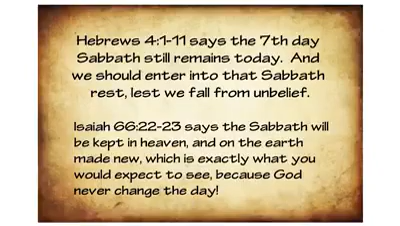 Hebrews 4:1-11 says the 7th day
Sabbath still remains today. And
we should enter into that Sabbath
rest, lest we fall from unbelief.
Isaiah 66:22-23 says the Sabbath will
be kept in heaven, and on the earth
made new, which is exactly what you
would expect to see, because God
never change the day!